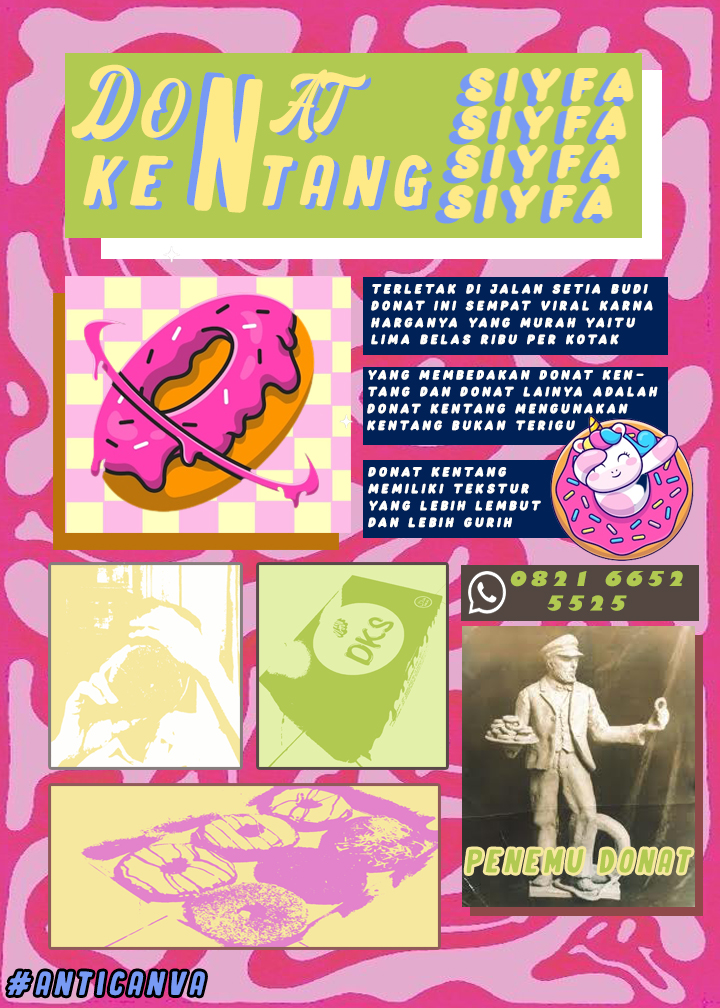 DONAT
KENTANG
SIYFA
SIYFA
SIYFA
SIYFA
TERLETAK DI JALAN SETIA BUDI
DONAT INI SEMPAT VIRAL KARNA
HARGANYA YANG MURAH YAITU
LIMA BELAS RIBU PER KOTAK
YANG MEMBEDAKAN DONAT KEN-
TANG DAN DONAT LAINYA ADALAH
DONAT KENTANG MENGUNAKAN
KENTANG BUKAN TERIGU
DONAT KENTANG
MEMILIKI TEKSTUR
YANG LEBIH LEMBUT
DAN LEBIH GURIH
0821 6652
5525
DKS
PENEMU DONAT
#ANTICANVA